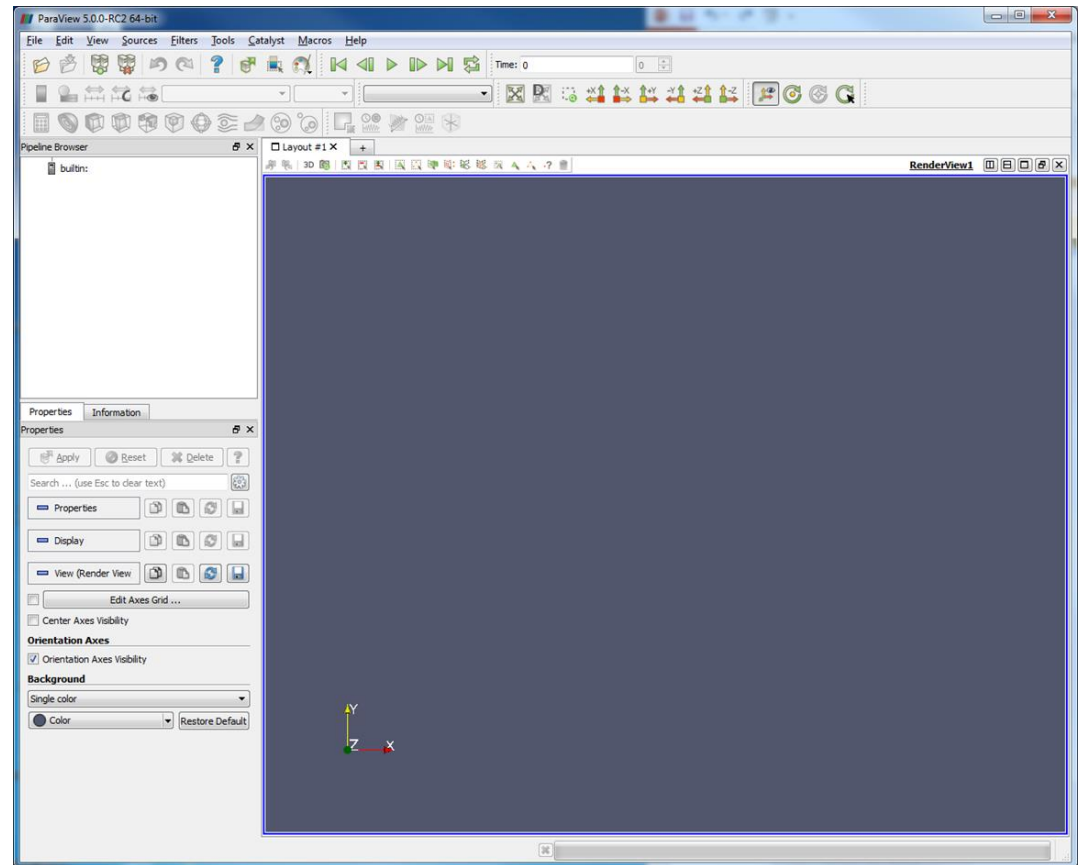 ParaView 5.0.0-RC2 64-bit
File Edit View Sources Filters Tools Catalyst Macros Help
Time: 0 0
Pipeline Browser
Layout #1 X +
builtin:
3D
RenderView1
Properties Information
Properties
Apply Reset Delete ?
Search ... (use Esc to clear text)
Properties
Display
View (Render View
Edit Axes Grid ...
Center Axes Visibility
Orientation Axes
Orientation Axes Visibility
Background
Single color
Color Restore Default
Y
Z X